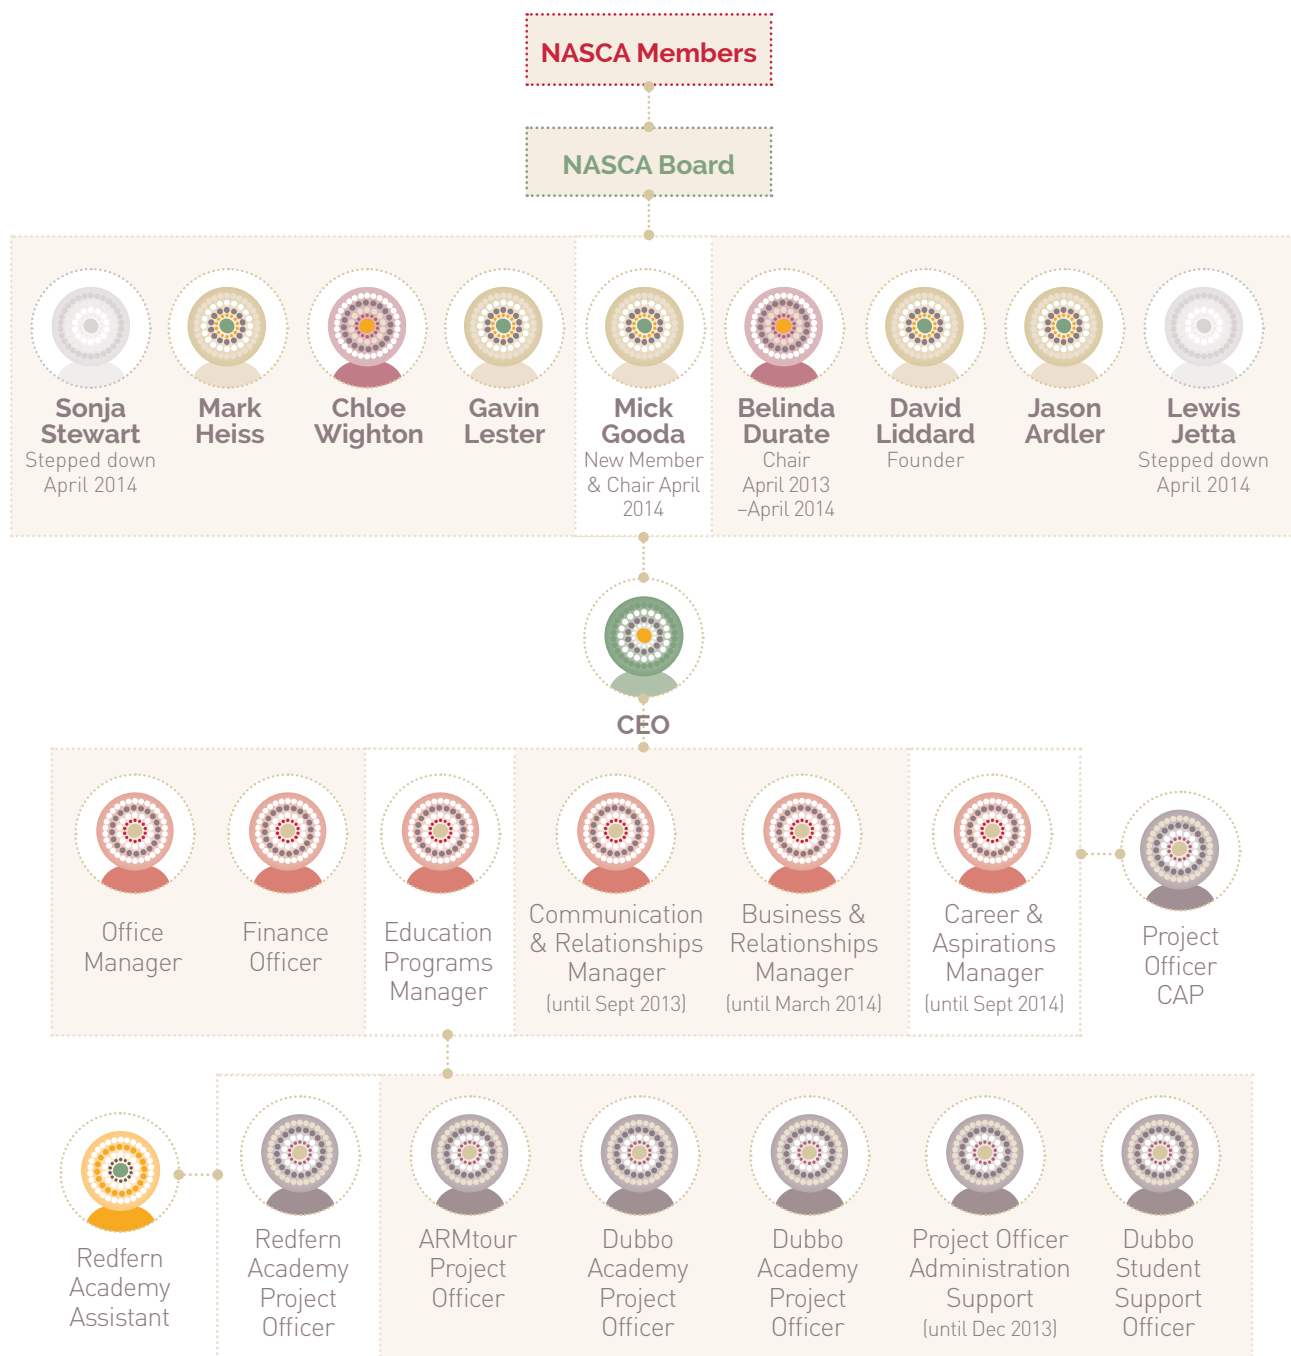 NASCA Members
NASCA Board
Sonja
Stewart
Stepped down
April 2014
Mark
Heiss
Chloe
Wighton
Gavin
Lester
Mick
Gooda
New Member
& Chair April
2014
Belinda
Durate
Chair
April 2013
–April 2014
David
Liddard
Founder
Jason
Ardler
Lewis
Jetta
Stepped down
April 2014
CEO
Office
Manager
Finance
Officer
Education
Programs
Manager
Communication
& Relationships
Manager
(until Sept 2013)
Business &
Relationships
Manager
(until March 2014)
Career &
Aspirations
Manager
(until Sept 2014)
Project
Officer
CAP
Redfern
Academy
Assistant
Redfern
Academy
Project
Officer
ARMtour
Project
Officer
Dubbo
Academy
Project
Officer
Dubbo
Academy
Project
Officer
Project Officer
Administration
Support
(until Dec 2013)
Dubbo
Student
Support
Officer